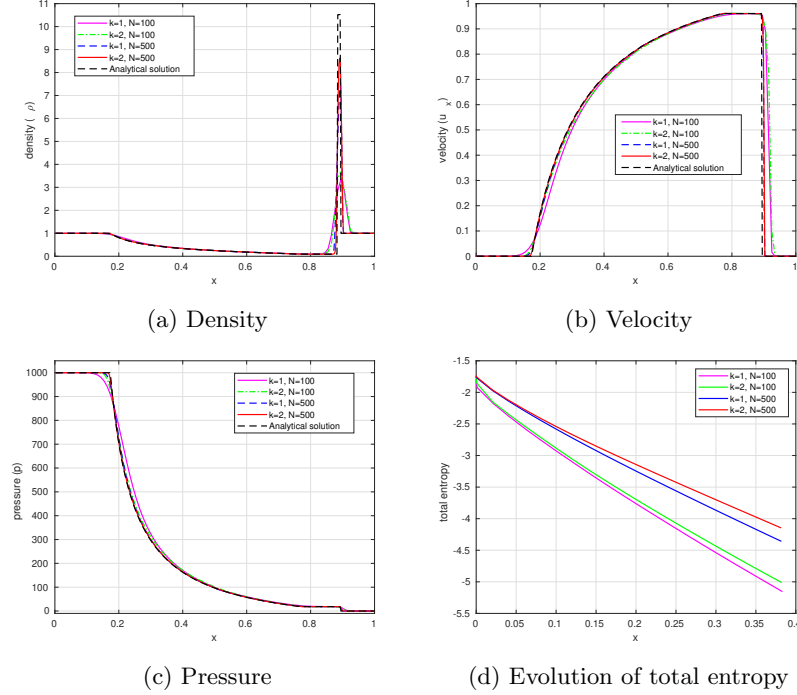 11
10
9
8
7
6
5
4
3
2
1
0
density ( ρ)
k=1, N=100
k=2, N=100
k=1, N=500
k=2, N=500
Analytical solution
0 0.2 0.4 0.6 0.8 1
x
(a) Density
1
0.9
0.8
0.7
0.6
0.5
0.4
0.3
0.2
0.1
0
velocity (u x)
k=1, N=100
k=2, N=100
k=1, N=500
k=2, N=500
Analytical solution
0 0.2 0.4 0.6 0.8 1
x
(b) Velocity
1000
900
800
700
600
500
400
300
200
100
0
pressure (p)
k=1, N=100
k=2, N=100
k=1, N=500
k=2, N=500
Analytical solution
0 0.2 0.4 0.6 0.8 1
x
(c) Pressure
-1.5
-2
-2.5
-3
-3.5
-4
-4.5
-5
-5.5
total entropy
k=1, N=100
k=2, N=100
k=1, N=500
k=2, N=500
0 0.05 0.1 0.15 0.2 0.25 0.3 0.35 0.4
x
(d) Evolution of total entropy